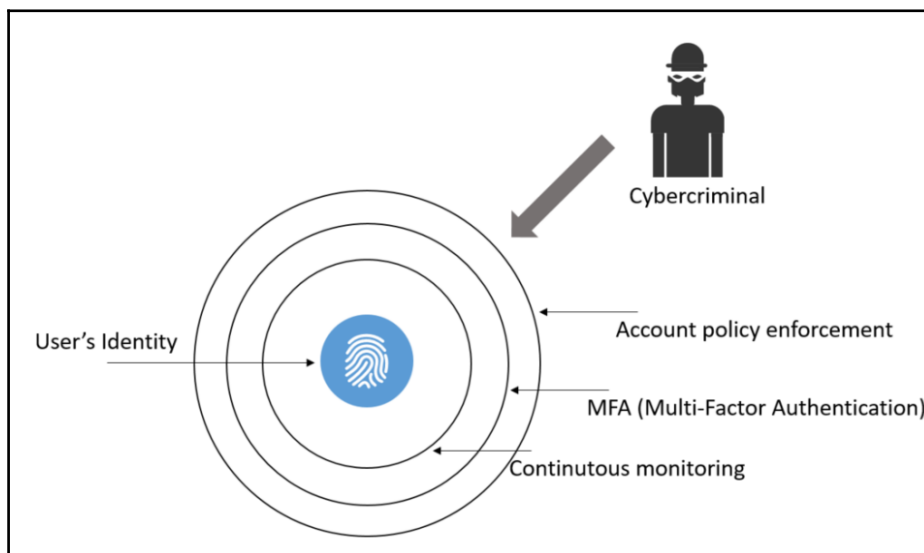 Cybercriminal
Account policy enforcement
User's Identity
MFA (Multi-Factor Authentication)
Continutous monitoring